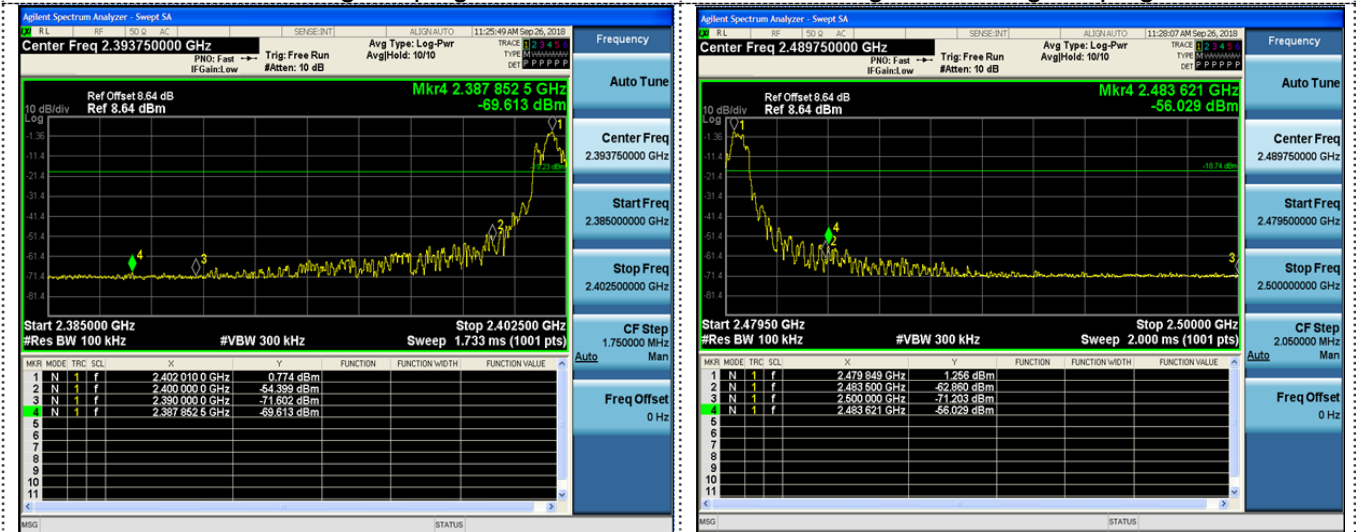 Agilent Spectrum Analyzer - Swept SA
RL RF 50 Ω AC SENSE:INT ALIGN AUTO 11:25:49 AM Sep 26, 2018
Center Freq 2.393750000 GHz
PNO: Fast
IFGain:Low
Trig: Free Run
#Atten: 10 dB
Avg Type: Log-Pwr
Avg|Hold: 10/10
TRACE 1 2 3 4 5 6
TYPE M
DET P P P P P P
Ref Offset 8.64 dB
10 dB/div Ref 8.64 dBm
Log
Mkr4 2.387 852 5 GHz
-69.613 dBm
-1.36
-11.4
-21.4
-31.4
-41.4
-51.4
-61.4
-71.4
-81.4
1
2
3
4
Start 2.385000 GHz Stop 2.402500 GHz
#Res BW 100 kHz #VBW 300 kHz Sweep 1.733 ms (1001 pts)
MKR MODE TRC SCL X Y FUNCTION FUNCTION WIDTH FUNCTION VALUE
1 N 1 f 2.402 010 0 GHz 0.774 dBm
2 N 1 f 2.400 000 0 GHz -54.399 dBm
3 N 1 f 2.390 000 0 GHz -71.602 dBm
4 N 1 f 2.387 852 5 GHz -69.613 dBm
5
6
7
8
9
10
11
MSG STATUS
Frequency
Auto Tune
Center Freq
2.393750000 GHz
Start Freq
2.385000000 GHz
Stop Freq
2.402500000 GHz
CF Step
1.750000 MHz
Auto Man
Freq Offset
0 Hz
Agilent Spectrum Analyzer - Swept SA
RL RF 50 Ω AC SENSE:INT ALIGN AUTO 11:28:07 AM Sep 26, 2018
Center Freq 2.489750000 GHz
PNO: Fast
IFGain:Low
Trig: Free Run
#Atten: 10 dB
Avg Type: Log-Pwr
Avg|Hold: 10/10
TRACE 1 2 3 4 5 6
TYPE M
DET P P P P P P
Ref Offset 8.64 dB
10 dB/div Ref 8.64 dBm
Log
Mkr4 2.483 621 GHz
-56.029 dBm
-1.36
-11.4
-21.4
-31.4
-41.4
-51.4
-61.4
-71.4
-81.4
-18.74 dBm
1
2
3
4
Start 2.47950 GHz Stop 2.50000 GHz
#Res BW 100 kHz #VBW 300 kHz Sweep 2.000 ms (1001 pts)
MKR MODE TRC SCL X Y FUNCTION FUNCTION WIDTH FUNCTION VALUE
1 N 1 f 2.479 849 GHz 1.256 dBm
2 N 1 f 2.483 500 GHz -62.860 dBm
3 N 1 f 2.500 000 GHz -71.203 dBm
4 N 1 f 2.483 621 GHz -56.029 dBm
5
6
7
8
9
10
11
MSG STATUS
Frequency
Auto Tune
Center Freq
2.489750000 GHz
Start Freq
2.479500000 GHz
Stop Freq
2.500000000 GHz
CF Step
2.050000 MHz
Auto Man
Freq Offset
0 Hz